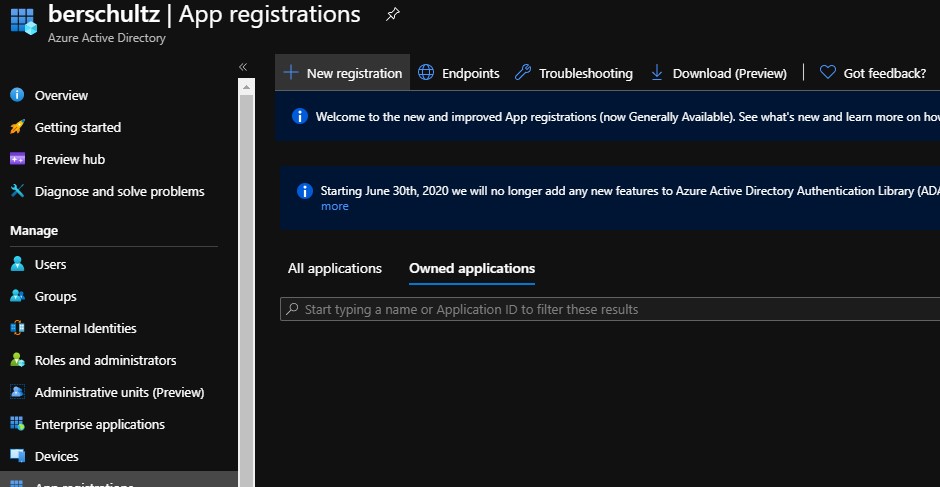 berschultz | App registrations
Azure Active Directory
Overview
Getting started
Preview hub
Diagnose and solve problems
Manage
Users
Groups
External Identities
Roles and administrators
Administrative units (Preview)
Enterprise applications
Devices
App registrations
New registration Endpoints Troubleshooting Download (Preview) Got feedback?
Welcome to the new and improved App registrations (now Generally Available). See what's new and learn more on how
Starting June 30th, 2020 we will no longer add any new features to Azure Active Directory Authentication Library (ADA
more
All applications Owned applications
Start typing a name or Application ID to filter these results